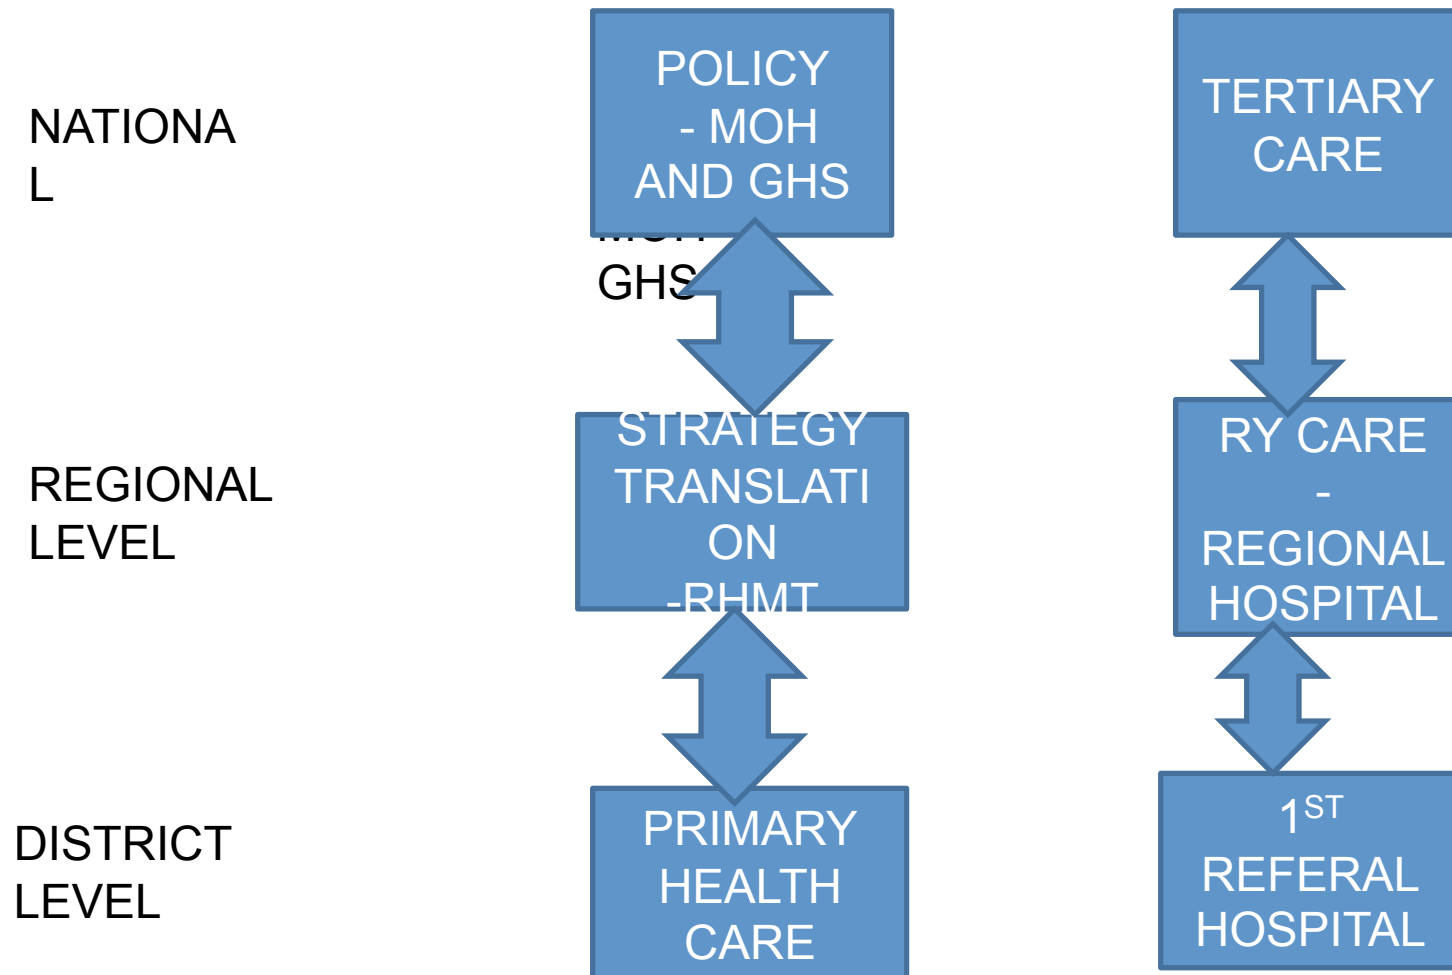 NATIONA
L
POLICY
- MOH
AND GHS
MOH
GHS
TERTIARY
CARE
REGIONAL
LEVEL
STRATEGY
TRANSLATI
ON
-RHMT
RY CARE
-
REGIONAL
HOSPITAL
DISTRICT
LEVEL
PRIMARY
HEALTH
CARE
1ST
REFERAL
HOSPITAL